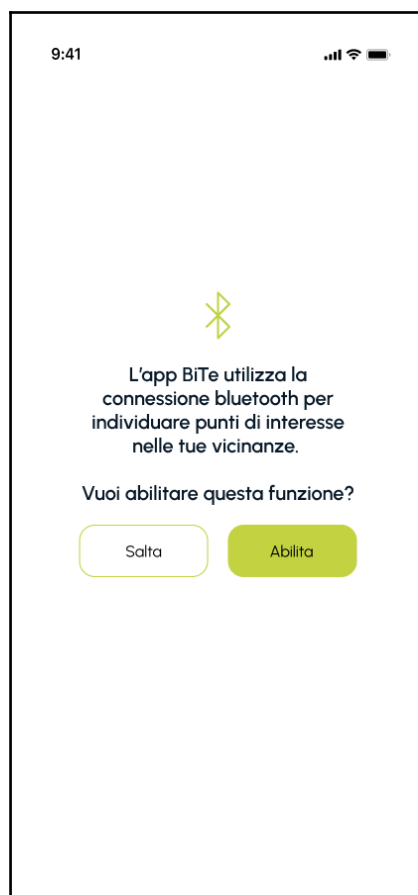 9:41
L'app BiTe utilizza la
connessione bluetooth per
individuare punti di interesse
nelle tue vicinanze.
Vuoi abilitare questa funzione?
Salta
Abilita